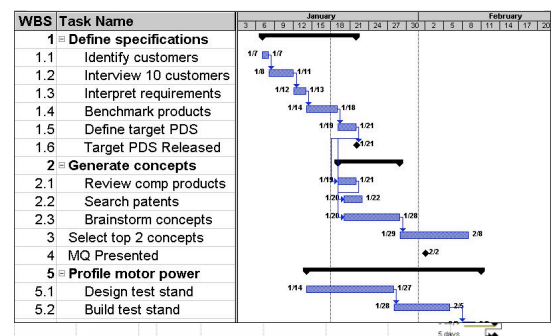 WBS Task Name January February
3 6 9 12 15 18 21 24 27 30 2 5 8 11 14 17 20
1 Define specifications
1.1 Identify customers 1/7 1/7
1.2 Interview 10 customers 1/8 1/11
1.3 Interpret requirements 1/12 1/13
1.4 Benchmark products 1/14 1/18
1.5 Define target PDS 1/19 1/21
1.6 Target PDS Released 1/21
2 Generate concepts
2.1 Review comp products 1/19 1/21
2.2 Search patents 1/20 1/22
2.3 Brainstorm concepts 1/20 1/28
3 Select top 2 concepts 1/29 2/8
4 MQ Presented 2/2
5 Profile motor power
5.1 Design test stand 1/14 1/27
5.2 Build test stand 1/28 2/5
5 days